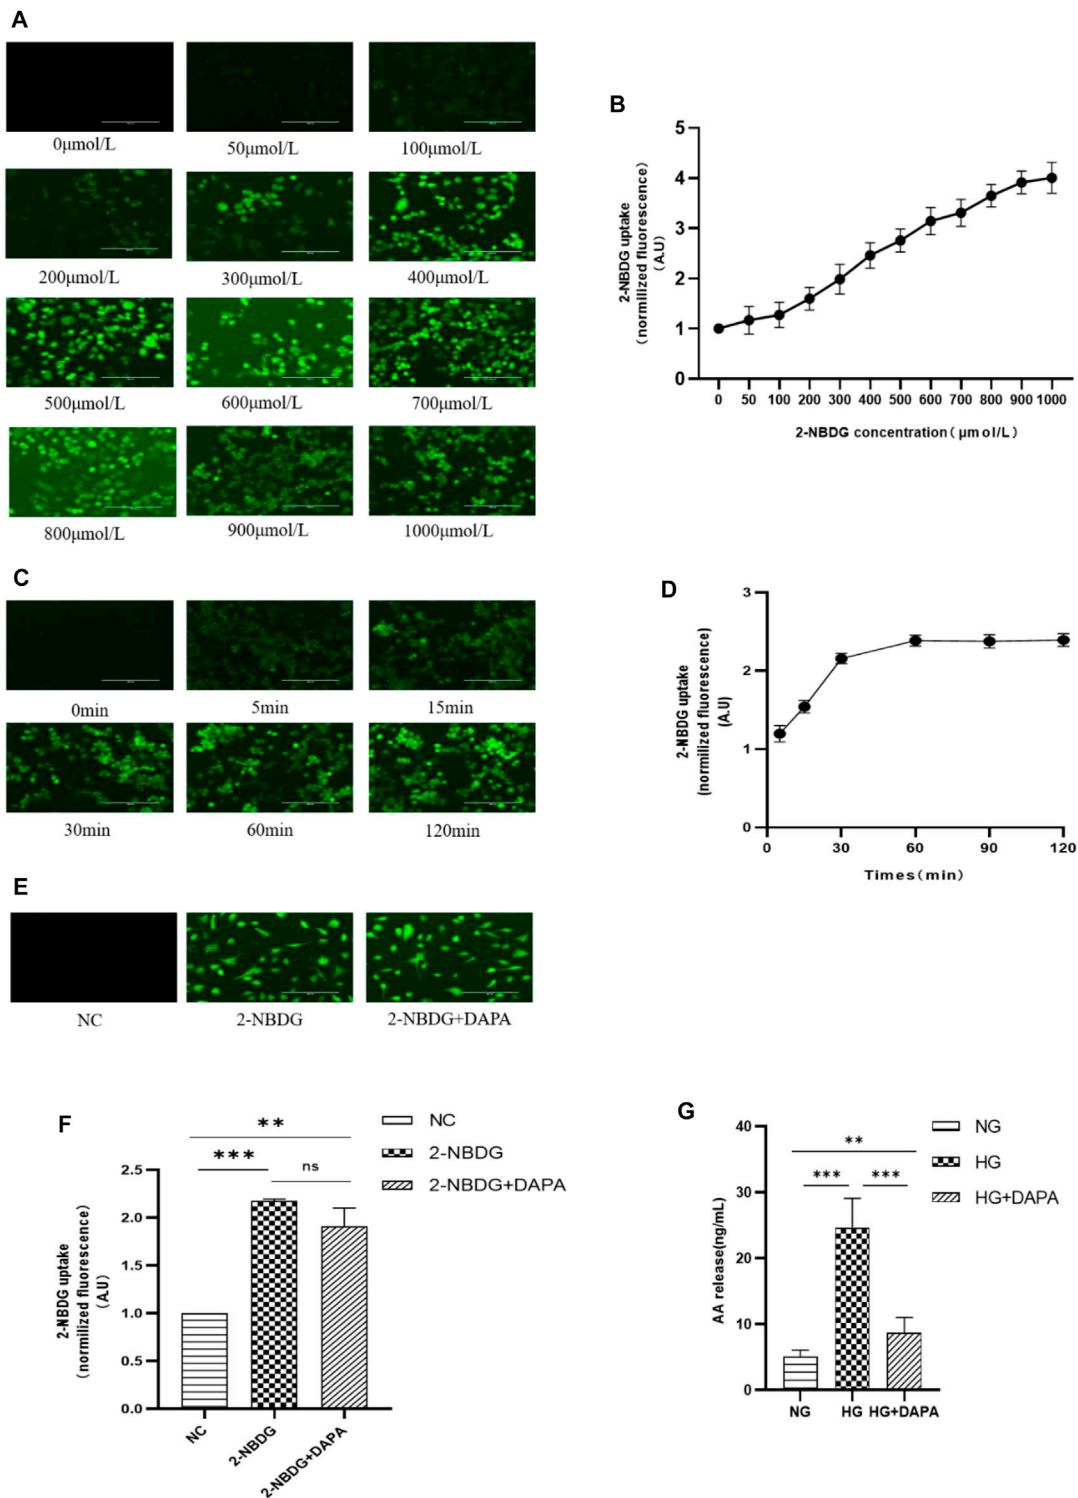 A
0μmol/L
50μmol/L
100μmol/L
200μmol/L
300μmol/L
400μmol/L
500μmol/L
600μmol/L
700μmol/L
800μmol/L
900μmol/L
1000μmol/L
B
2-NBDG uptake
(normilized fluorescence)
(A.U)
5
4
3
2
1
0
0 50 100 200 300 400 500 600 700 800 900 1000
2-NBDG concentration(μmol/L)
C
0min
5min
15min
30min
60min
120min
D
2-NBDG uptake
(normilized fluorescence)
(A.U)
3
2
1
0
0 30 60 90 120
Times(min)
E
NC
2-NBDG
2-NBDG+DAPA
F
NC
2-NBDG
2-NBDG+DAPA
**
***
ns
2-NBDG uptake
(normilized fluorescence)
(A.U)
2.5
2.0
1.5
1.0
0.5
0.0
NC
2-NBDG
2-NBDG+DAPA
G
NG
HG
HG+DAPA
**
*** ***
AA release(ng/mL)
40
30
20
10
0
NG HG HG+DAPA